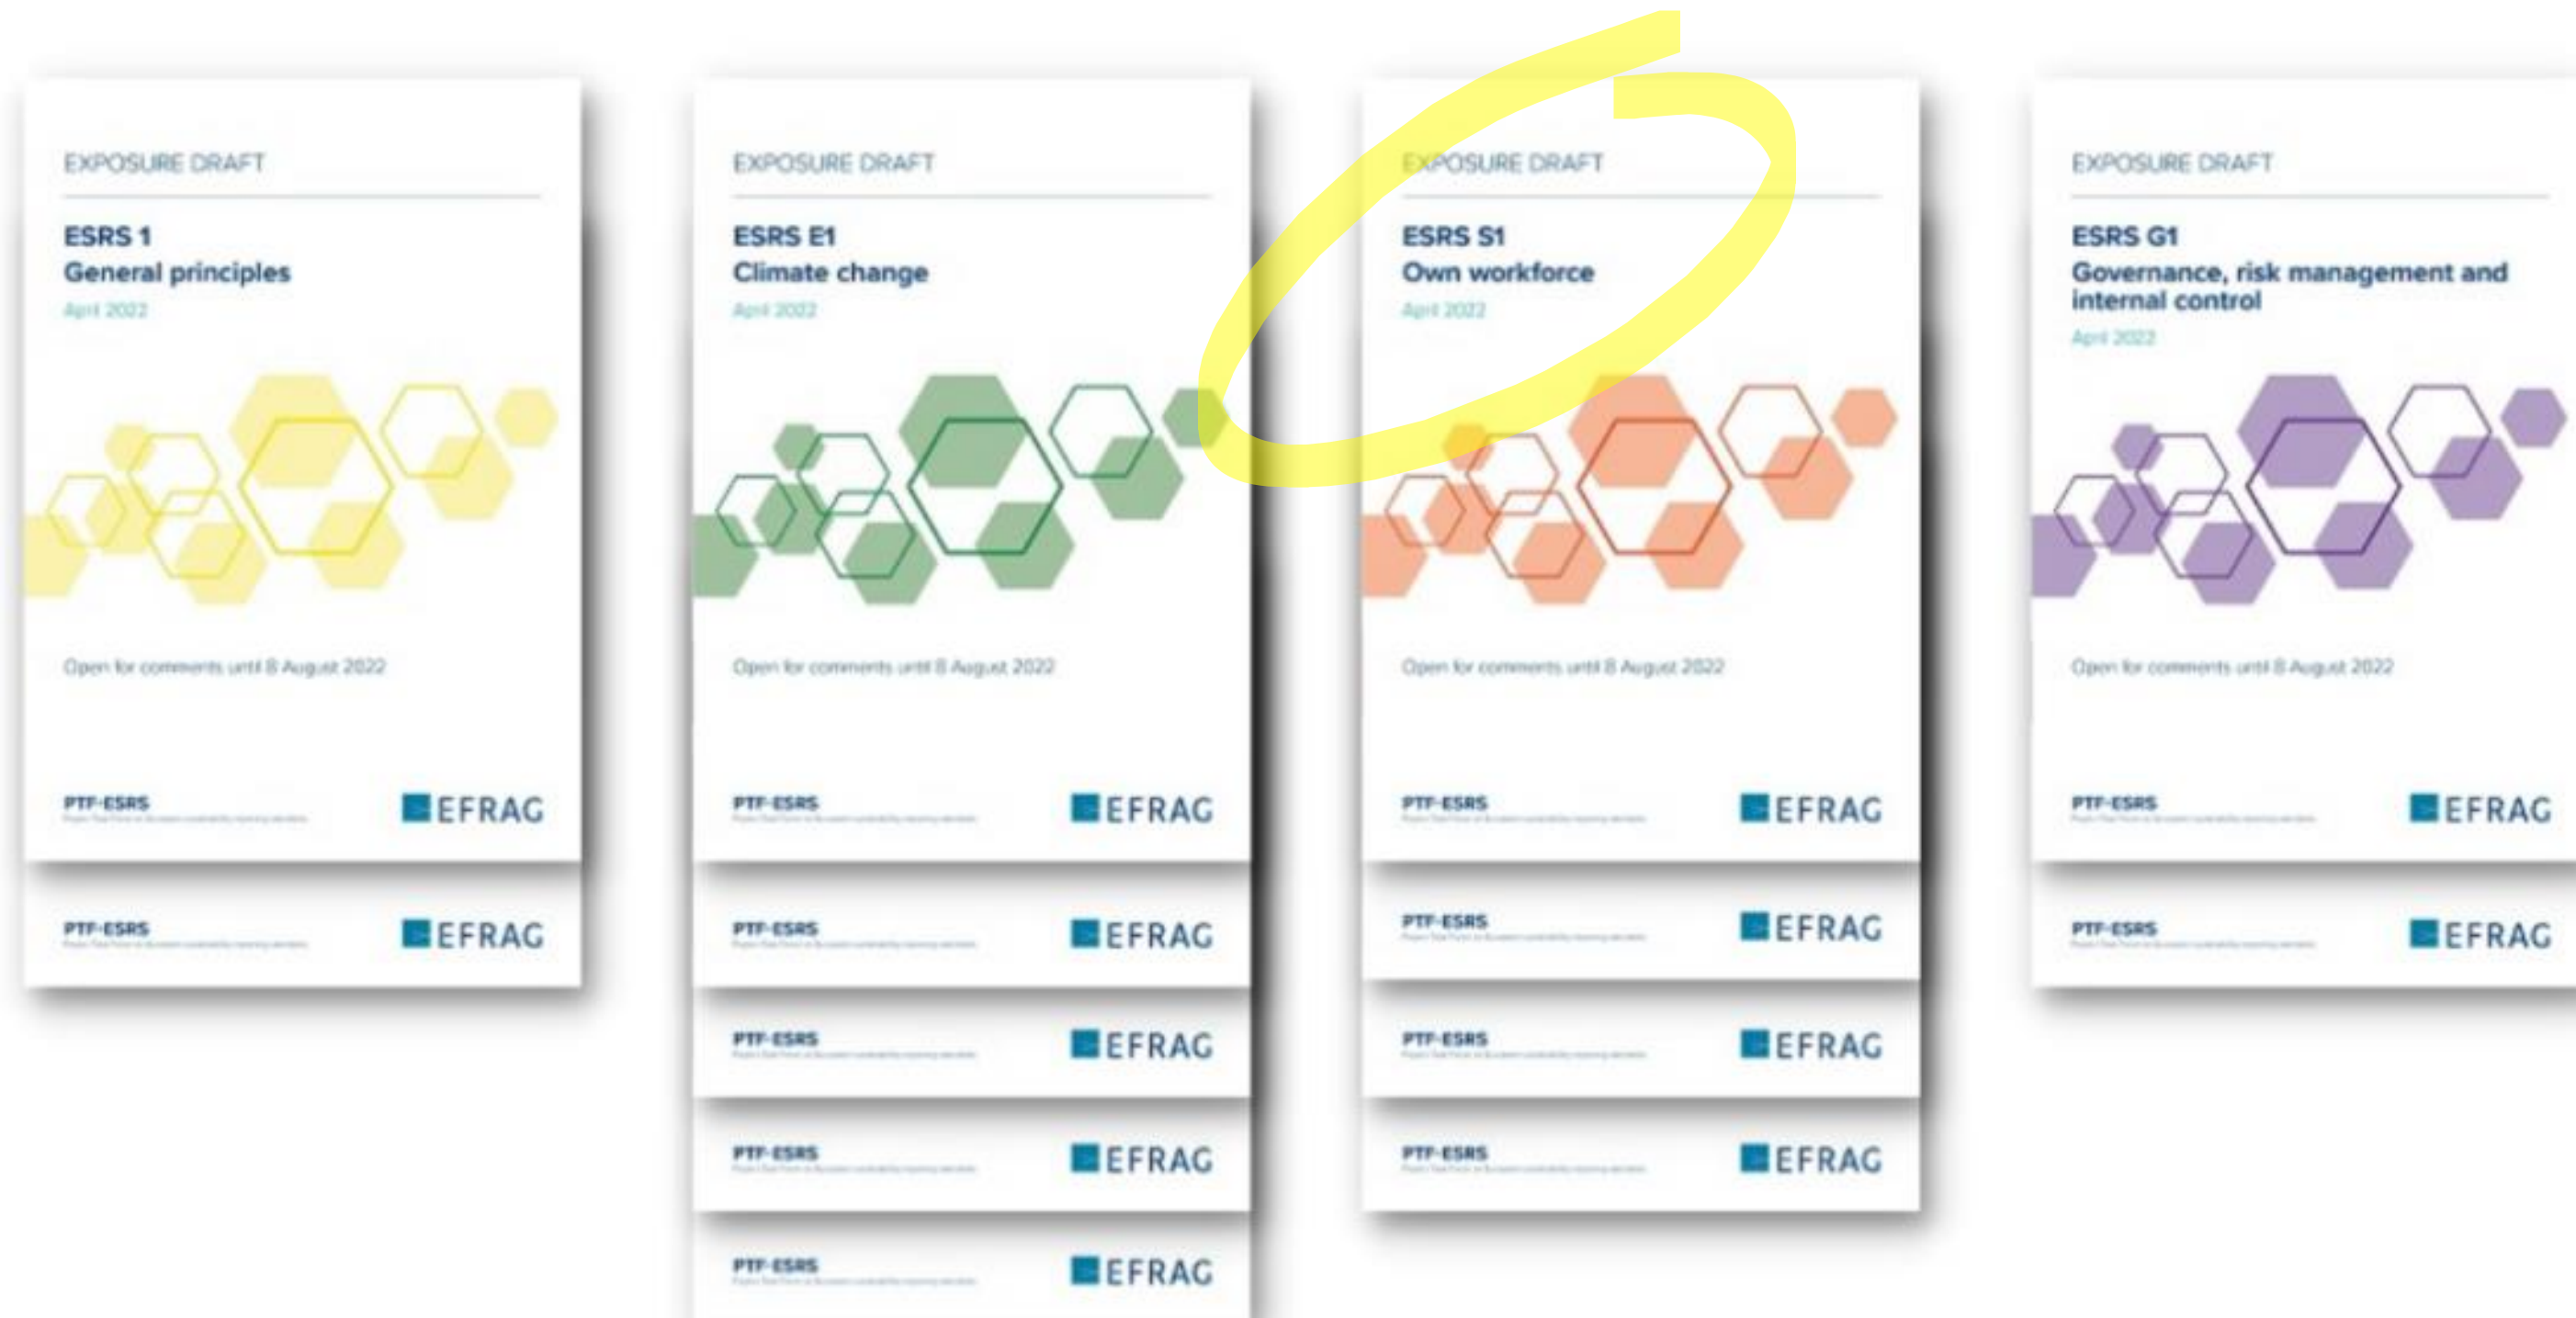 EXPOSURE DRAFT
ESRS 1
General principles
April 2022
Open for comments until 8 August 2022
PTF-ESRS
EFRAG
PTF-ESRS
EFRAG
EXPOSURE DRAFT
ESRS E1
Climate change
April 2022
Open for comments until 8 August 2022
PTF-ESRS
EFRAG
PTF-ESRS
EFRAG
PTF-ESRS
EFRAG
PTF-ESRS
EFRAG
PTF-ESRS
EFRAG
EXPOSURE DRAFT
ESRS S1
Own workforce
April 2022
Open for comments until 8 August 2022
PTF-ESRS
EFRAG
PTF-ESRS
EFRAG
PTF-ESRS
EFRAG
PTF-ESRS
EFRAG
EXPOSURE DRAFT
ESRS G1
Governance, risk management and
internal control
April 2022
Open for comments until 8 August 2022
PTF-ESRS
EFRAG
PTF-ESRS
EFRAG